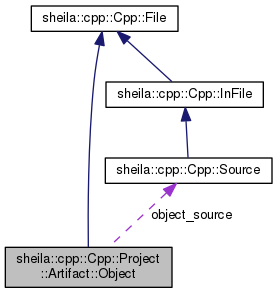 sheila::cpp::Cpp::File
sheila::cpp::Cpp::InFile
sheila::cpp::Cpp::Source
object_source
sheila::cpp::Cpp::Project
::Artifact::Object